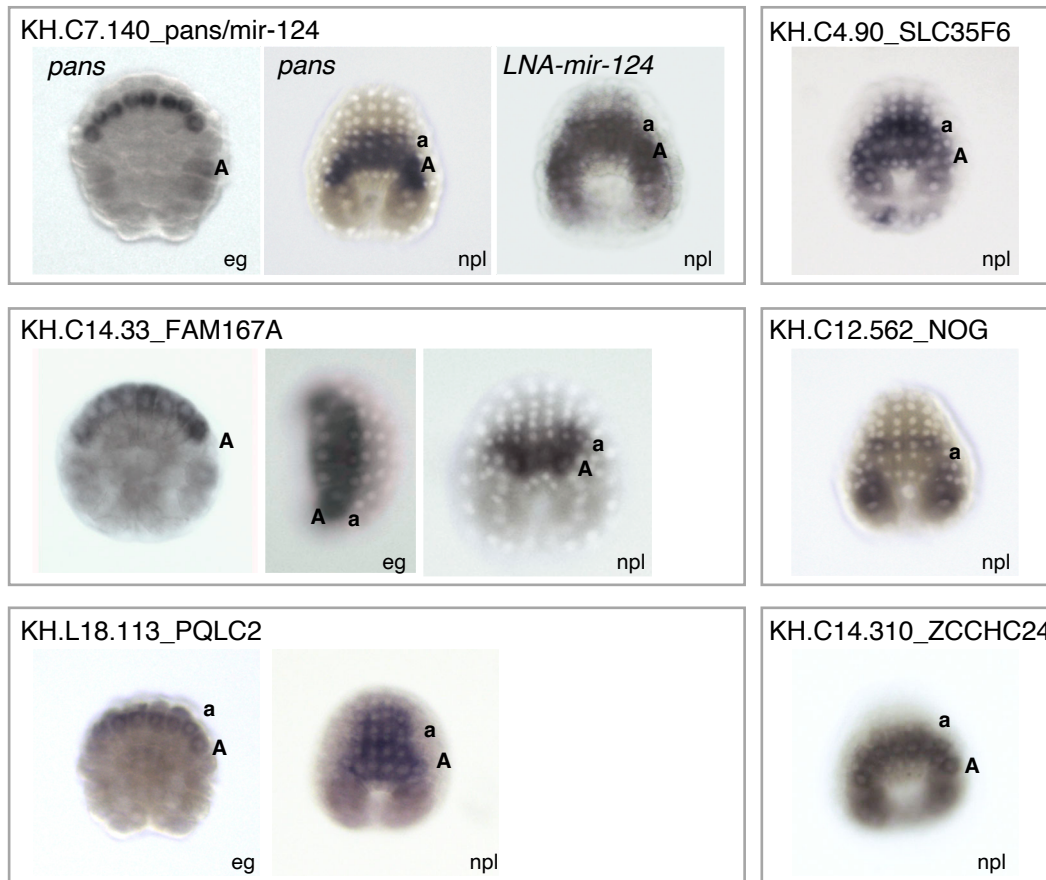 KH.C7.140_pans/mir-124
pans
pans
LNA-mir-124
A
a
A
a
A
eg
npl
npl
KH.C4.90_SLC35F6
a
A
npl
KH.C14.33_FAM167A
A
A
a
a
A
eg
npl
KH.C12.562_NOG
a
npl
KH.L18.113_PQLC2
a
A
a
A
eg
npl
KH.C14.310_ZCCHC24
a
A
npl